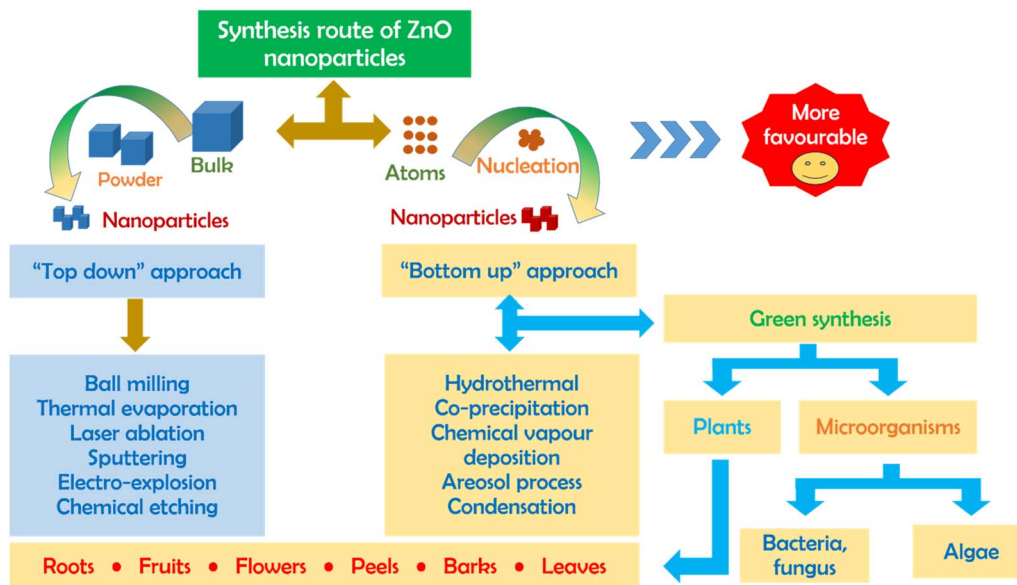 Synthesis route of ZnO
nanoparticles
More
favourable
Powder
Bulk
Atoms
Nucleation
Nanoparticles
Nanoparticles
“Top down” approach
“Bottom up” approach
Green synthesis
Ball milling
Thermal evaporation
Laser ablation
Sputtering
Electro-explosion
Chemical etching
Hydrothermal
Co-precipitation
Chemical vapour
deposition
Areosol process
Condensation
Plants
Microorganisms
Bacteria,
fungus
Algae
Roots • Fruits • Flowers • Peels • Barks • Leaves